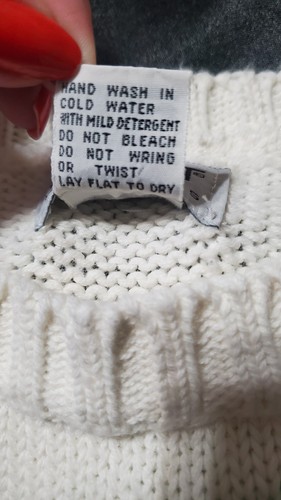 HAND WASH IN
COLD WATER
WITH MILD DETERGENT
DO NOT BLEACH
DO NOT WRING
OR TWIST
LAY FLAT TO DRY